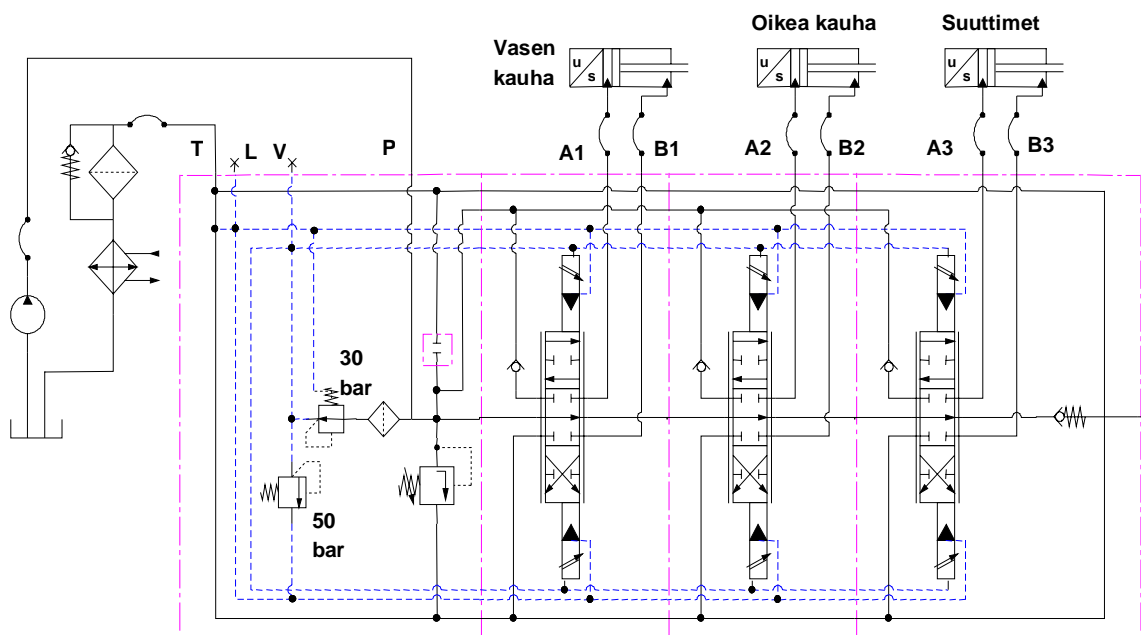 Vasen
kauha
Oikea kauha
Suuttimet
u
s
u
s
u
s
T
L
V
P
A1
B1
A2
B2
A3
B3
30
bar
50
bar